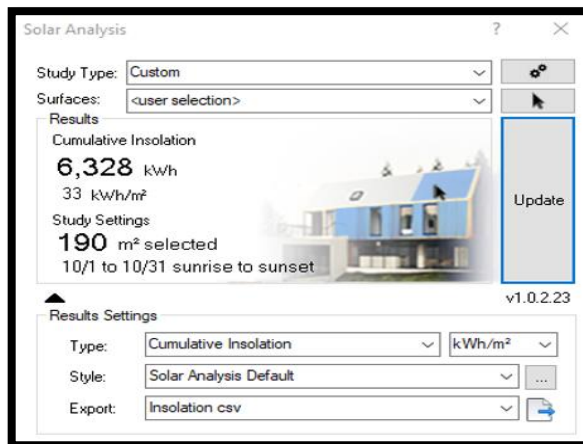 Solar Analysis ?
Study Type: Custom
Surfaces: <user selection>
Results
Cumulative Insolation
6,328 kWh
33 kWh/m²
Study Settings
190 m² selected
10/1 to 10/31 sunrise to sunset
Update
v1.0.2.23
Results Settings
Type: Cumulative Insolation kWh/m²
Style: Solar Analysis Default ...
Export: Insolation csv